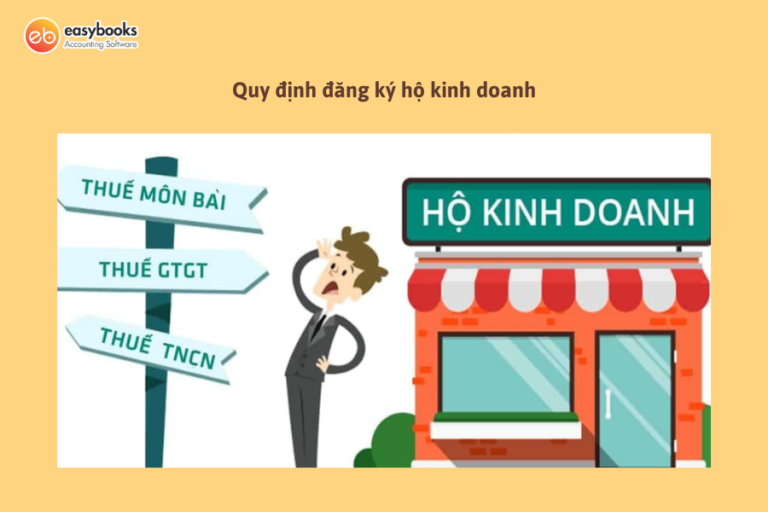 eb easybooks
Accounting Software
Quy định đăng ký hộ kinh doanh
THUẾ MÔN BÀI
THUẾ GTGT
THUẾ TNCN
HỘ KINH DOANH